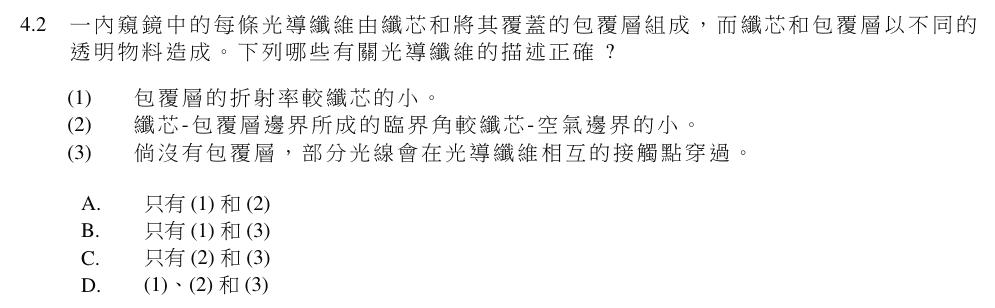 4.2 一內窺鏡中的每條光導纖維由纖芯和將其覆蓋的包覆層組成，而纖芯和包覆層以不同的
透明物料造成。下列哪些有關光導纖維的描述正確？
(1) 包覆層的折射率較纖芯的小。
(2) 纖芯-包覆層邊界所成的臨界角較纖芯-空氣邊界的小。
(3) 倘沒有包覆層，部分光線會在光導纖維相互的接觸點穿過。
A. 只有 (1) 和 (2)
B. 只有 (1) 和 (3)
C. 只有 (2) 和 (3)
D. (1)、(2) 和 (3)